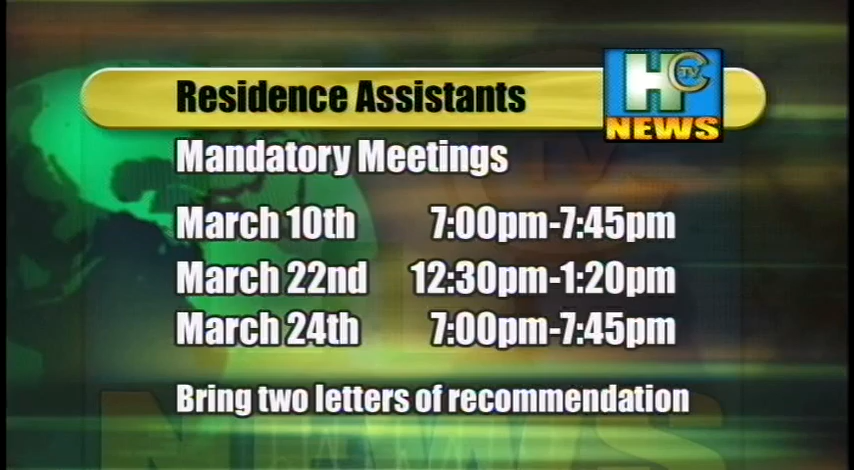 Residence Assistants
HC TV
NEWS
Mandatory Meetings
March 10th 7:00pm-7:45pm
March 22nd 12:30pm-1:20pm
March 24th 7:00pm-7:45pm
Bring two letters of recommendation
NEWS